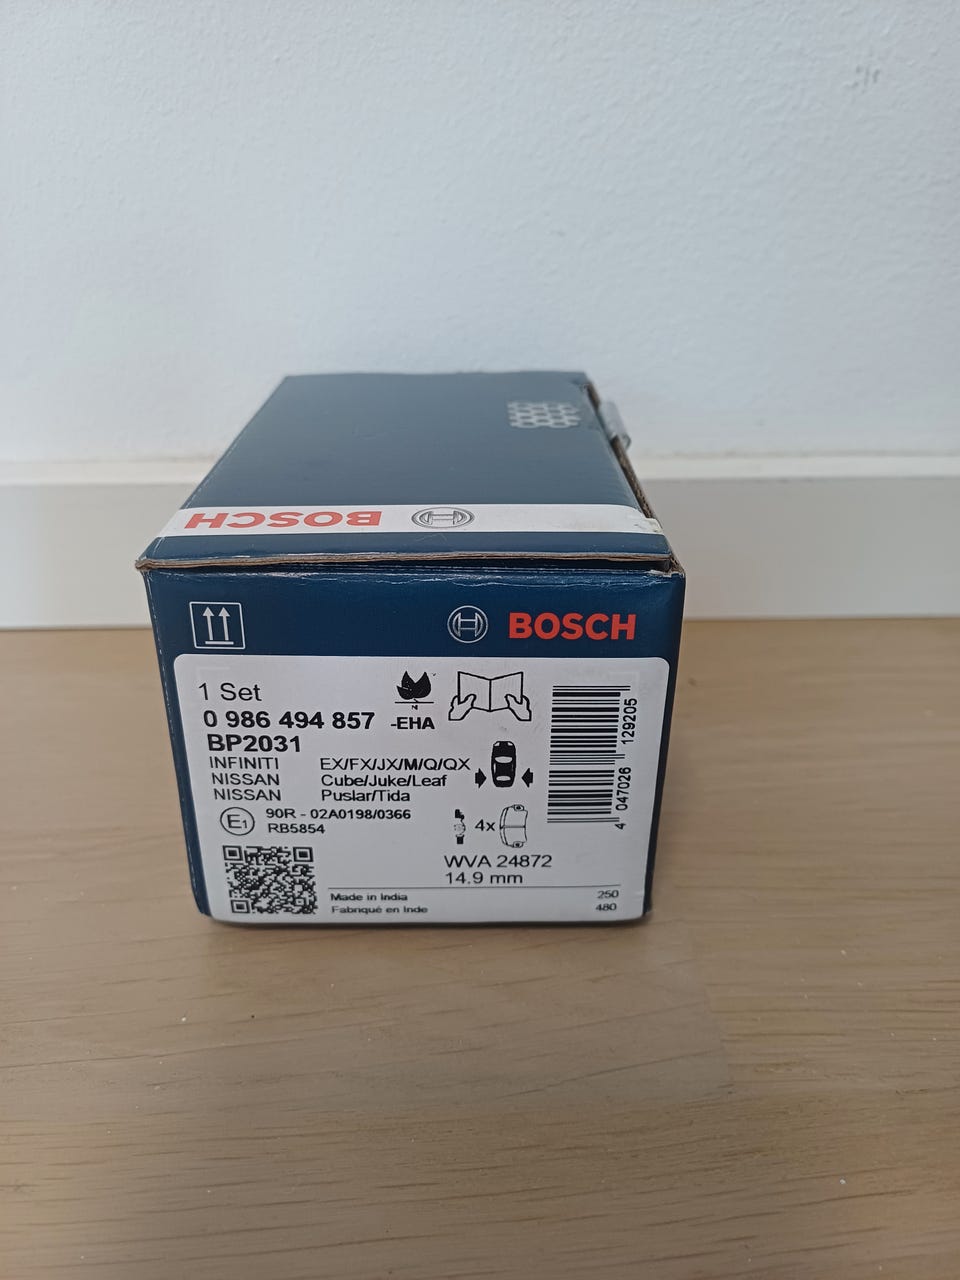 BOSCH
BOSCH
1 Set
0 986 494 857 -EHA
BP2031
INFINITI EX/FX/JX/M/Q/QX
NISSAN Cube/Juke/Leaf
NISSAN Puslar/Tida
E1 90R - 02A0198/0366
RB5854
4x
WVA 24872
14.9 mm
Made in India 250
Fabriqué en Inde 480
4 047026 129205